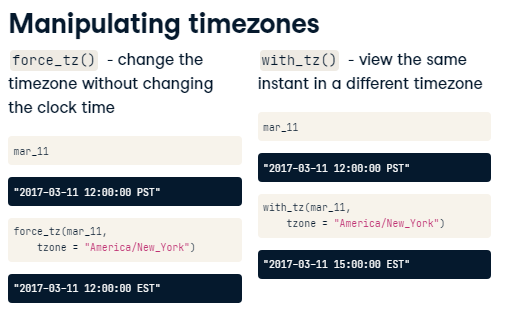 Manipulating timezones
force_tz() - change the
timezone without changing
the clock time
mar_11
"2017-03-11 12:00:00 PST"
force_tz(mar_11,
tzone = "America/New_York")
"2017-03-11 12:00:00 EST"
with_tz() - view the same
instant in a different timezone
mar_11
"2017-03-11 12:00:00 PST"
with_tz(mar_11,
tzone = "America/New_York")
"2017-03-11 15:00:00 EST"